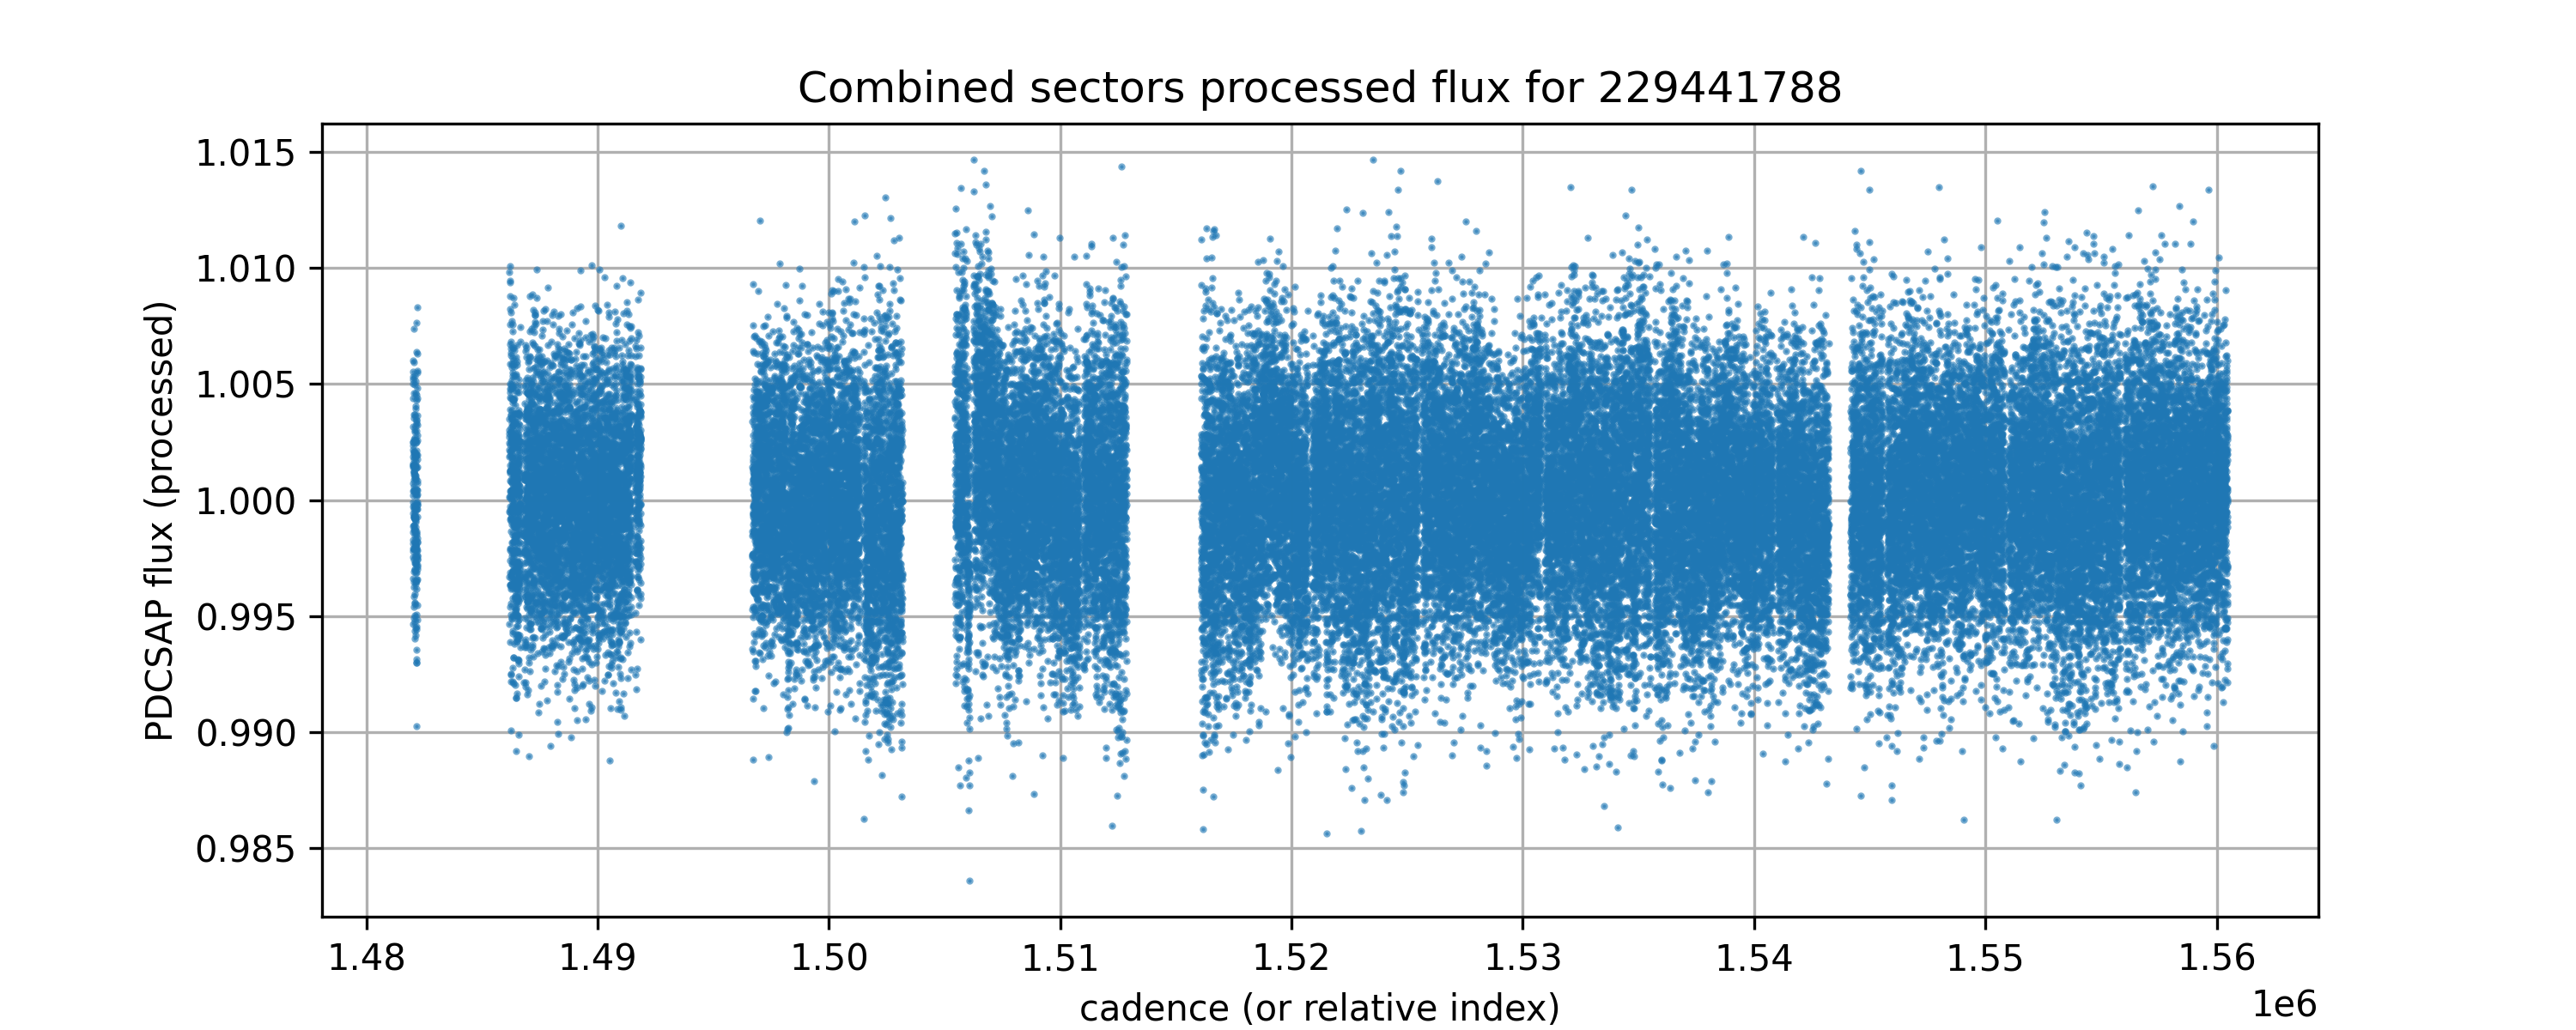 Combined sectors processed flux for 229441788
PDCSAP flux (processed)
1.015
1.010
1.005
1.000
0.995
0.990
0.985
1.48 1.49 1.50 1.51 1.52 1.53 1.54 1.55 1.56
1e6
cadence (or relative index)